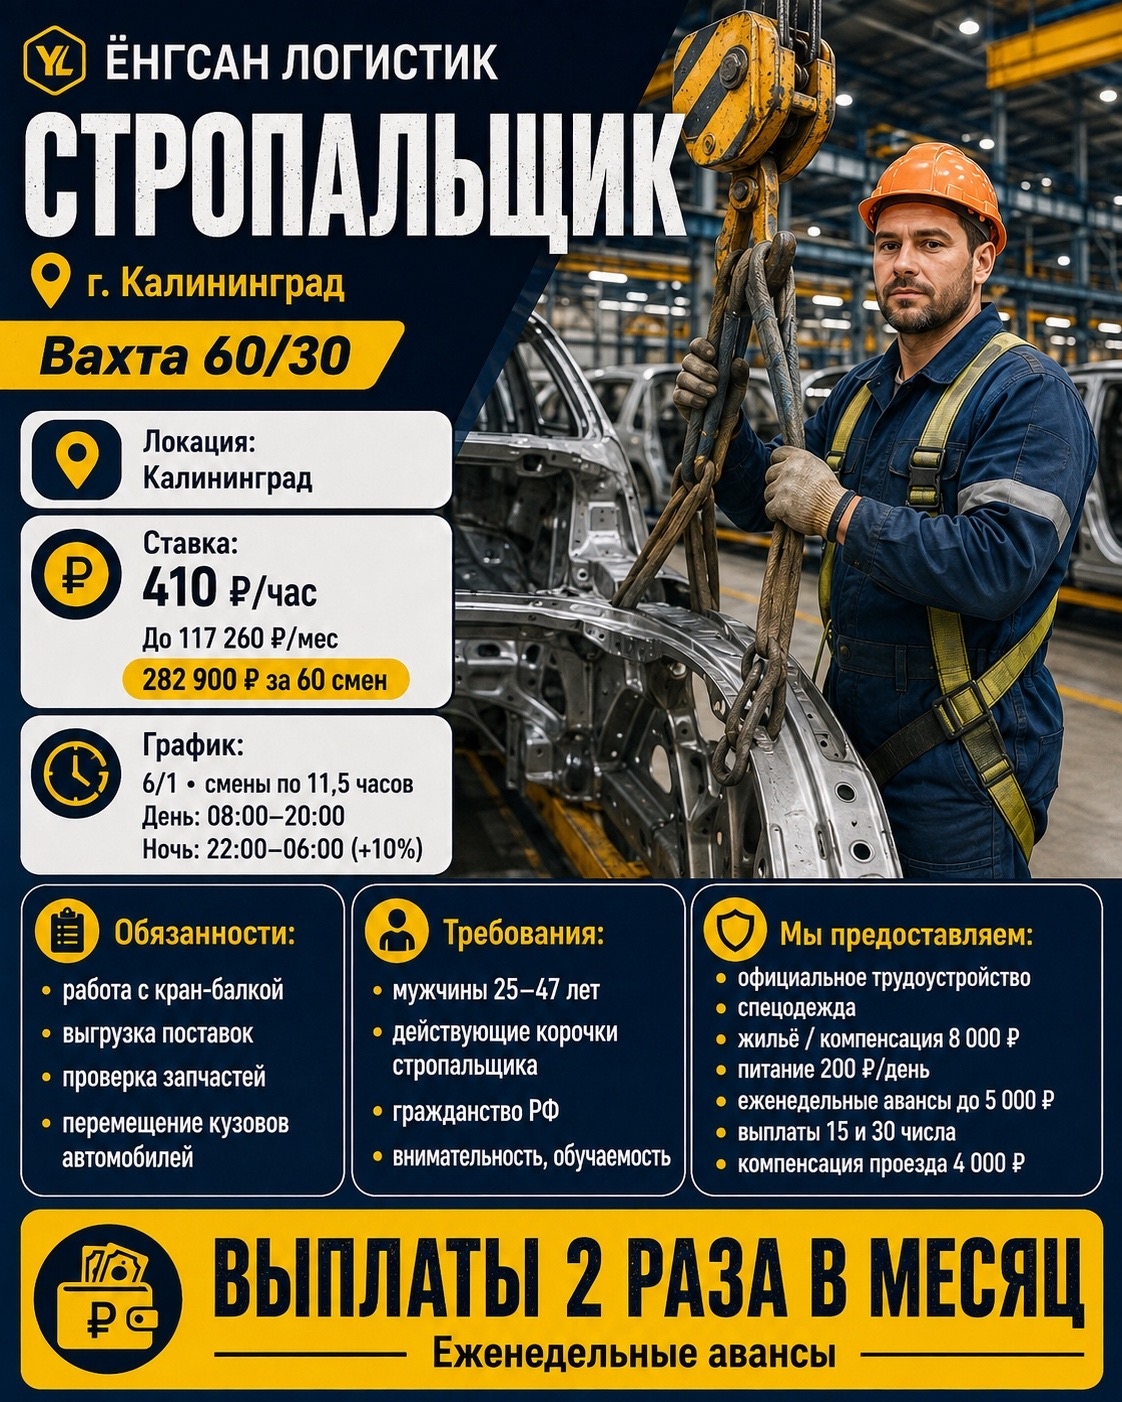 YL ЁНГСАН ЛОГИСТИК
СТРОПАЛЬЩИК
г. Калининград
Вахта 60/30
Локация:
Калининград
Ставка:
410 ₽/час
До 117 260 ₽/мес
282 900 ₽ за 60 смен
График:
6/1 • смены по 11,5 часов
День: 08:00–20:00
Ночь: 22:00–06:00 (+10%)
Обязанности:
• работа с кран-балкой
• выгрузка поставок
• проверка запчастей
• перемещение кузовов
автомобилей
Требования:
• мужчины 25–47 лет
• действующие корочки
стропальщика
• гражданство РФ
• внимательность, обучаемость
Мы предоставляем:
• официальное трудоустройство
• спецодежда
• жильё / компенсация 8 000 ₽
• питание 200 ₽/день
• еженедельные авансы до 5 000 ₽
• выплаты 15 и 30 числа
• компенсация проезда 4 000 ₽
ВЫПЛАТЫ 2 РАЗА В МЕСЯЦ
Еженедельные авансы